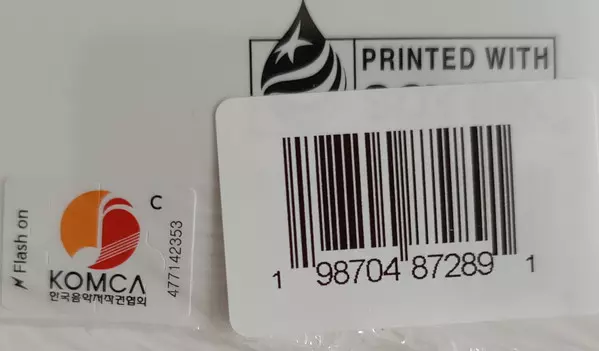 PRINTED WITH
Flash on
C
KOMCA
한국음악저작권협회
477142353
1 98704 87289 1